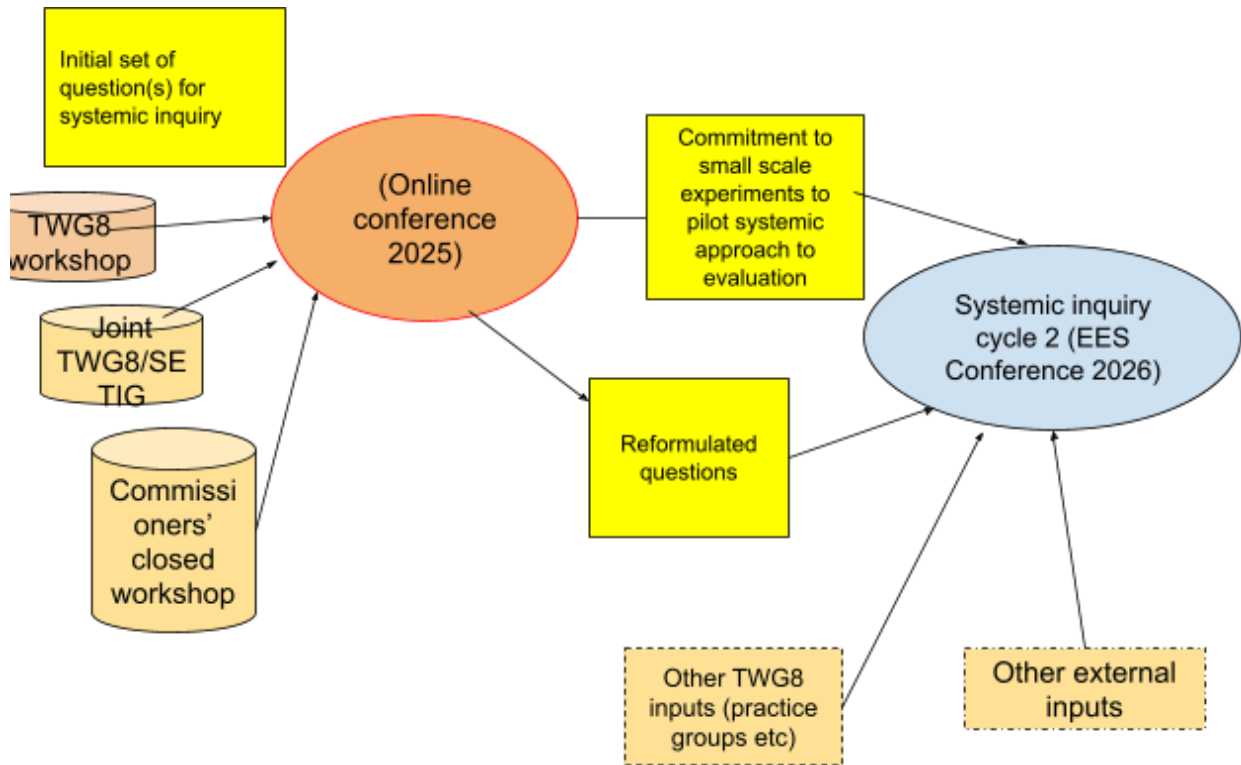 Initial set of
question(s) for
systemic inquiry
(Online
conference
2025)
Commitment to
small scale
experiments to
pilot systemic
approach to
evaluation
TWG8
workshop
Joint
TWG8/SE
TIG
Commissi
oners’
closed
workshop
Systemic inquiry
cycle 2 (EES
Conference 2026)
Reformulated
questions
Other TWG8
inputs (practice
groups etc)
Other external
inputs